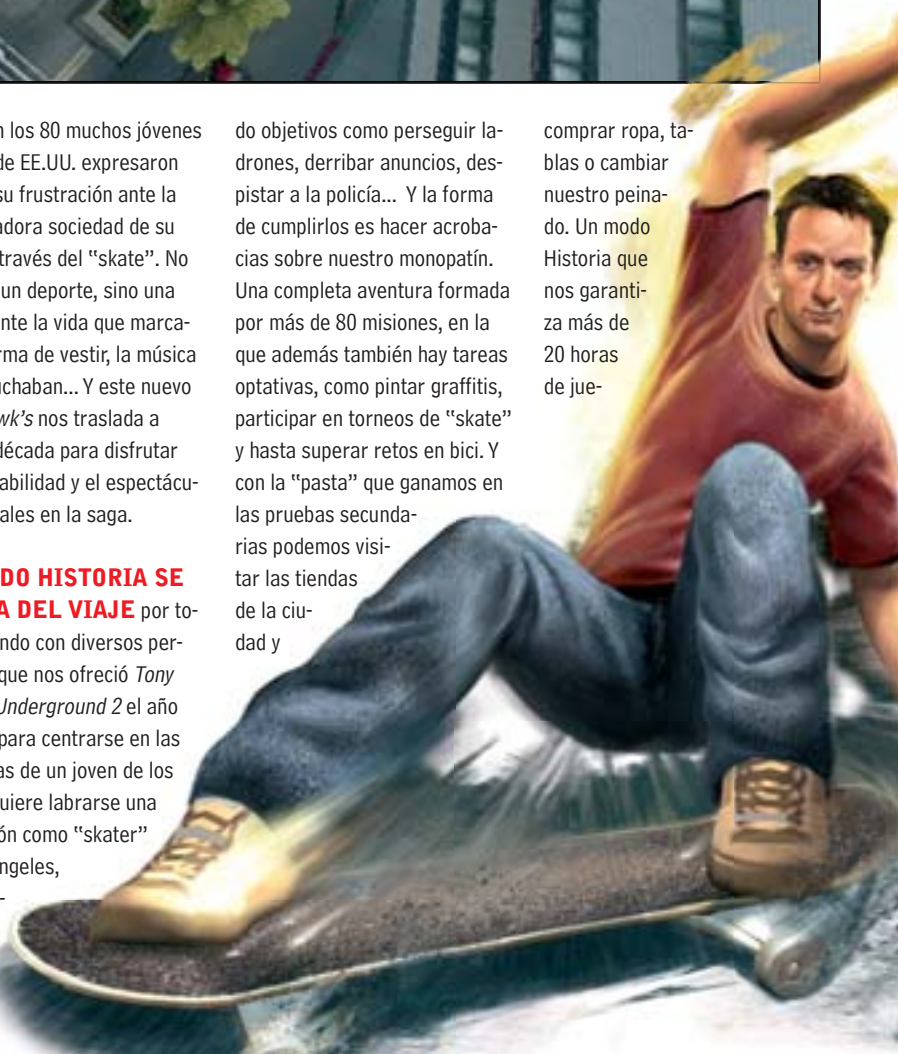 n los 80 muchos jóvenes
de EE.UU. expresaron
su frustración ante la
adora sociedad de su
través del “skate”. No
un deporte, sino una
nte la vida que marca-
rma de vestir, la música
uchaban... Y este nuevo
wk's nos traslada a
década para disfrutar
abilidad y el espectácu-
ales en la saga.
DO HISTORIA SE
A DEL VIAJE por to-
ndo con diversos per-
que nos ofreció Tony
Underground 2 el año
para centrarse en las
as de un joven de los
uiere labrarse una
ón como “skater”
ngeles,
-
do objetivos como perseguir la-
drones, derribar anuncios, des-
pistar a la policía... Y la forma
de cumplirlos es hacer acroba-
cias sobre nuestro monopatín.
Una completa aventura formada
por más de 80 misiones, en la
que además también hay tareas
optativas, como pintar graffitis,
participar en torneos de “skate”
y hasta superar retos en bici. Y
con la “pasta” que ganamos en
las pruebas secunda-
rias podemos visi-
tar las tiendas
de la ciu-
dad y
comprar ropa, ta-
blas o cambiar
nuestro peina-
do. Un modo
Historia que
nos garanti-
za más de
20 horas
de jue-